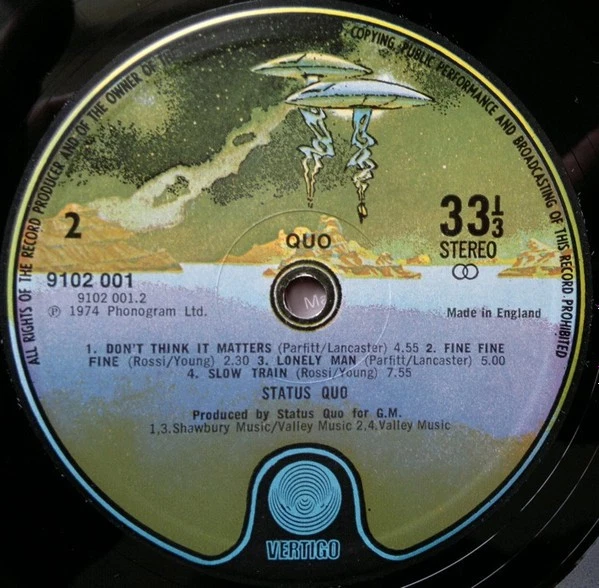 ALL RIGHTS OF THE RECORD PRODUCER AND OF THE OWNER OF THE
COPYING, PUBLIC PERFORMANCE AND BROADCASTING OF THIS RECORD PROHIBITED
2
QUO
33⅓
STEREO
9102 001
9102 001.2
℗ 1974 Phonogram Ltd.
Made in England
1. DON'T THINK IT MATTERS (Parfitt/Lancaster) 4.55 2. FINE FINE
FINE (Rossi/Young) 2.30 3. LONELY MAN (Parfitt/Lancaster) 5.00
4. SLOW TRAIN (Rossi/Young) 7.55
STATUS QUO
Produced by Status Quo for G.M.
1,3.Shawbury Music/Valley Music 2.4.Valley Music
VERTIGO